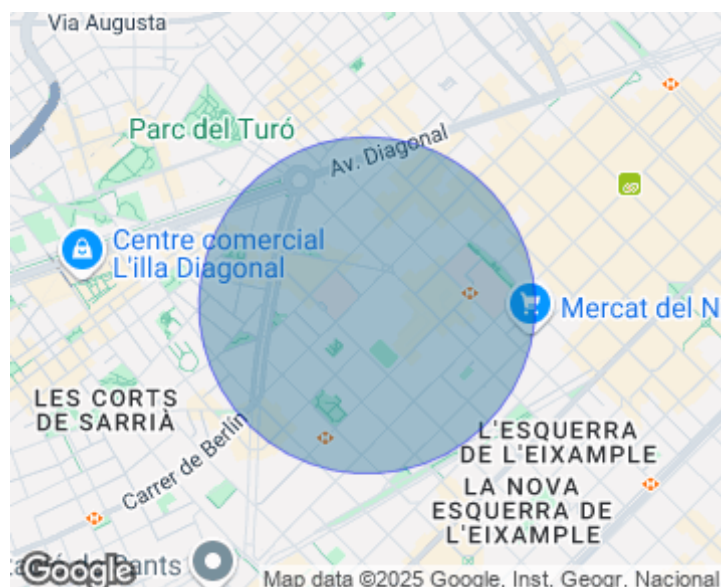 Via Augusta
Parc del Turó
Av. Diagonal
Centre comercial
L'illa Diagonal
Mercat del N
LES CORTS
DE SARRIÀ
Carrer de Berlín
L'ESQUERRA
DE L'EIXAMPLE
LA NOVA
ESQUERRA DE
L'EIXAMPLE
Google
Map data ©2025 Google, Inst. Geogr. Nacional